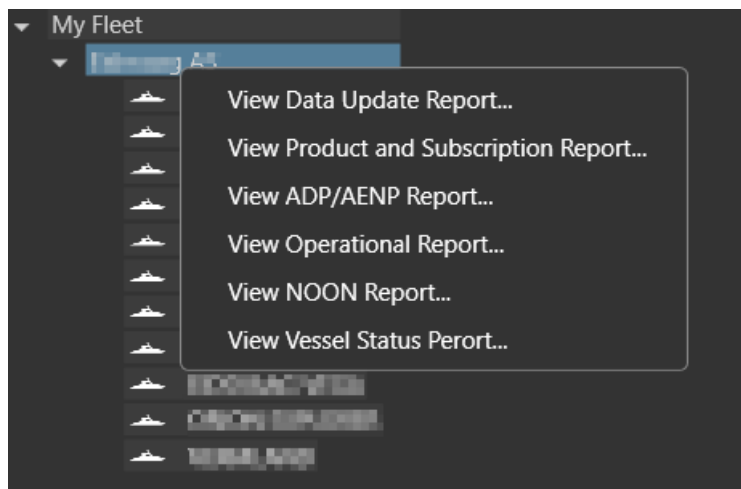 My Fleet
View Data Update Report...
View Product and Subscription Report...
View ADP/AENP Report...
View Operational Report...
View NOON Report...
View Vessel Status Perort...